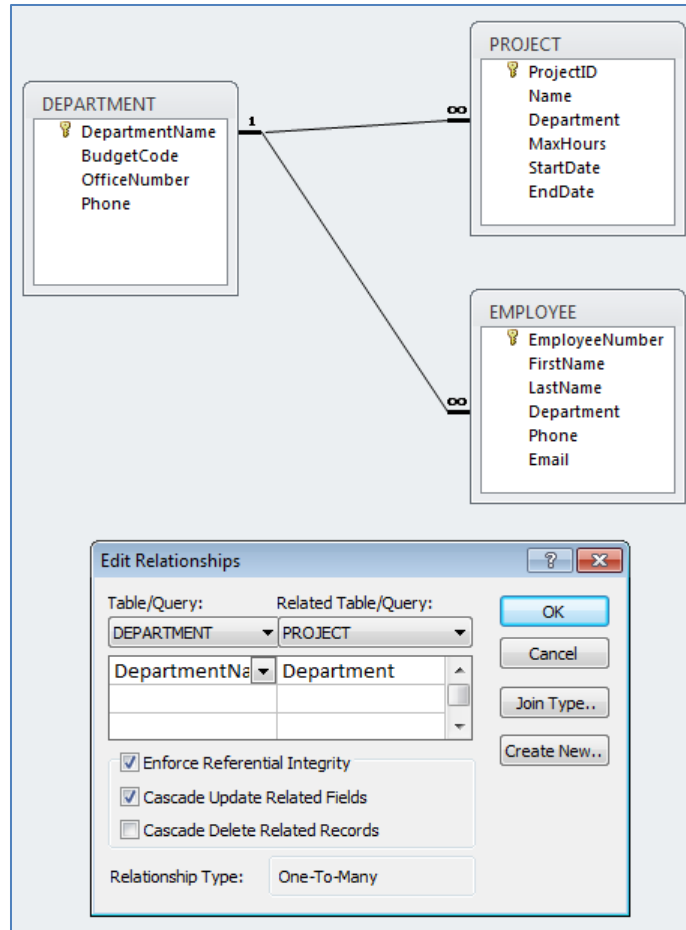 DEPARTMENT
DepartmentName
BudgetCode
OfficeNumber
Phone
1
∞
PROJECT
ProjectID
Name
Department
MaxHours
StartDate
EndDate
∞
EMPLOYEE
EmployeeNumber
FirstName
LastName
Department
Phone
Email
Edit Relationships
?
Table/Query: Related Table/Query:
DEPARTMENT PROJECT
DepartmentNa Department
OK
Cancel
Join Type..
Create New..
Enforce Referential Integrity
Cascade Update Related Fields
Cascade Delete Related Records
Relationship Type: One-To-Many